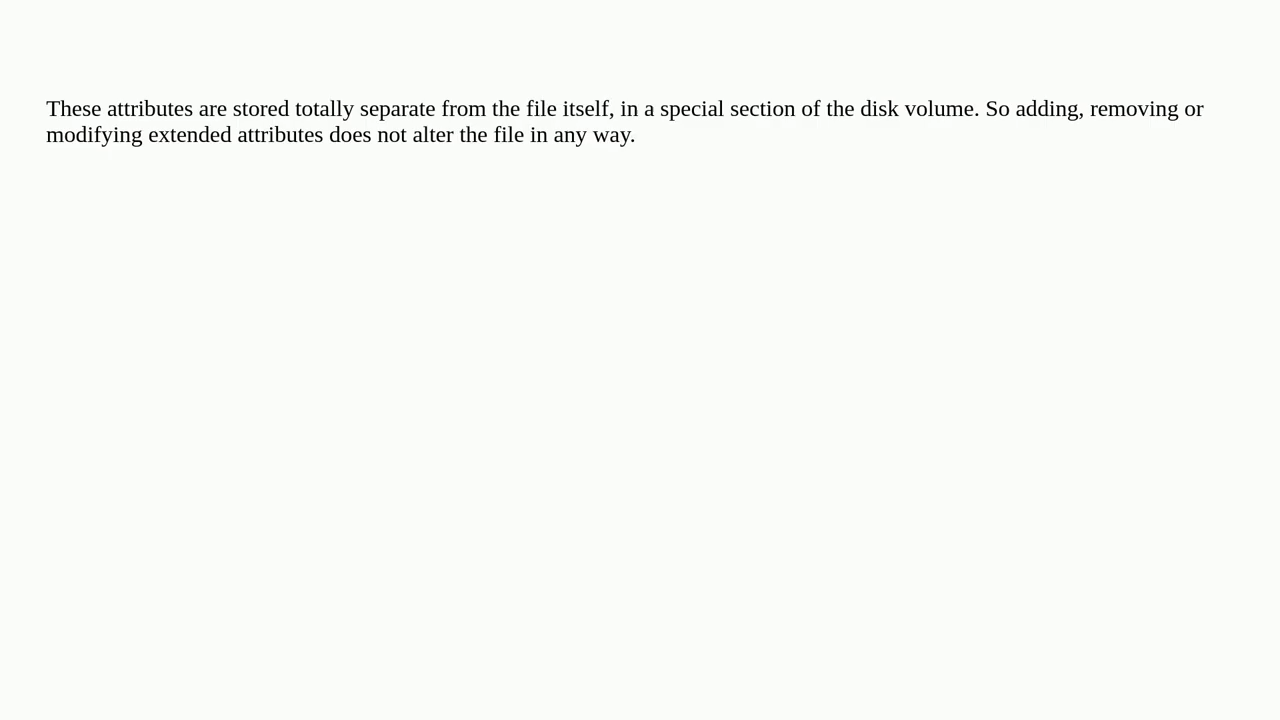 These attributes are stored totally separate from the file itself, in a special section of the disk volume. So adding, removing or
modifying extended attributes does not alter the file in any way.